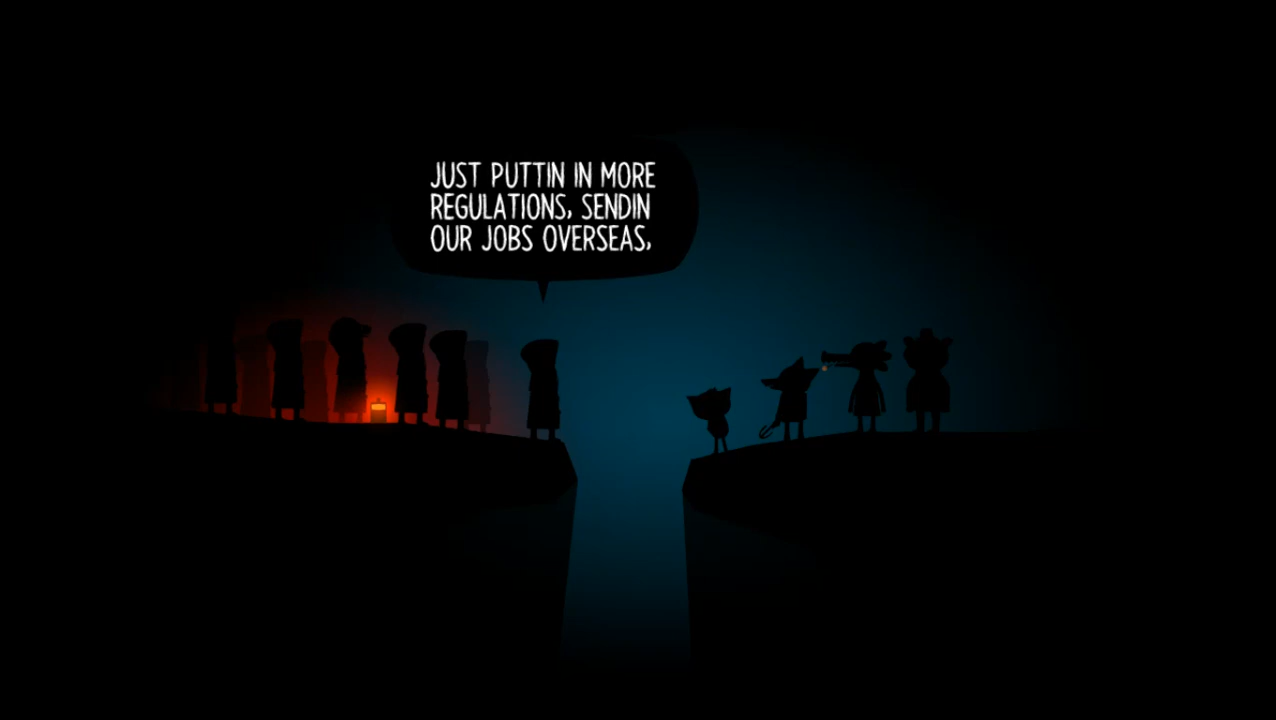 JUST PUTTIN IN MORE
REGULATIONS, SENDIN
OUR JOBS OVERSEAS,